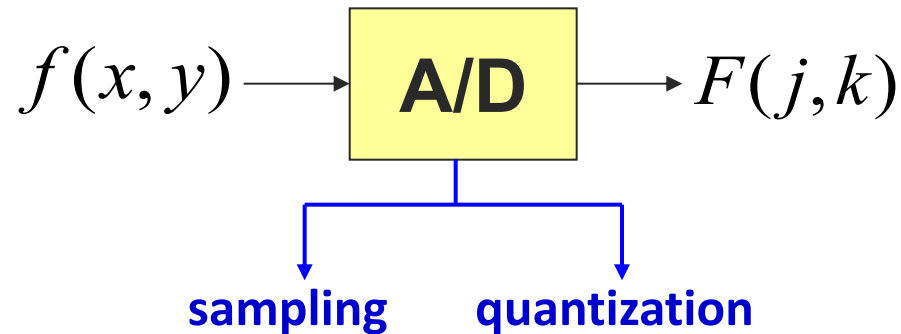 f(x, y) A/D F(j,k)
sampling quantization